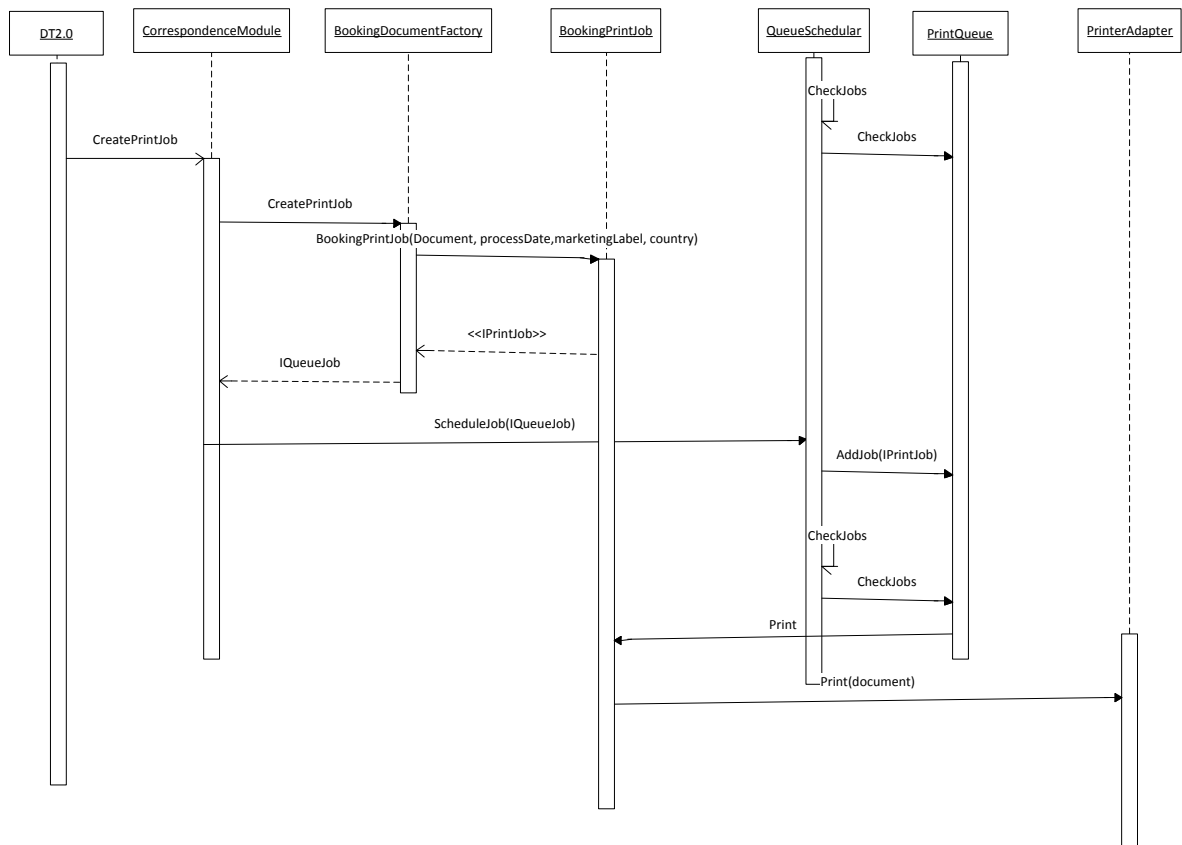 DT2.0
CorrespondenceModule
BookingDocumentFactory
BookingPrintJob
QueueSchedular
PrintQueue
PrinterAdapter
CheckJobs
CreatePrintJob
CheckJobs
CreatePrintJob
BookingPrintJob(Document, processDate,marketingLabel, country)
<<IPrintJob>>
IQueueJob
ScheduleJob(IQueueJob)
AddJob(IPrintJob)
CheckJobs
CheckJobs
Print
Print(document)